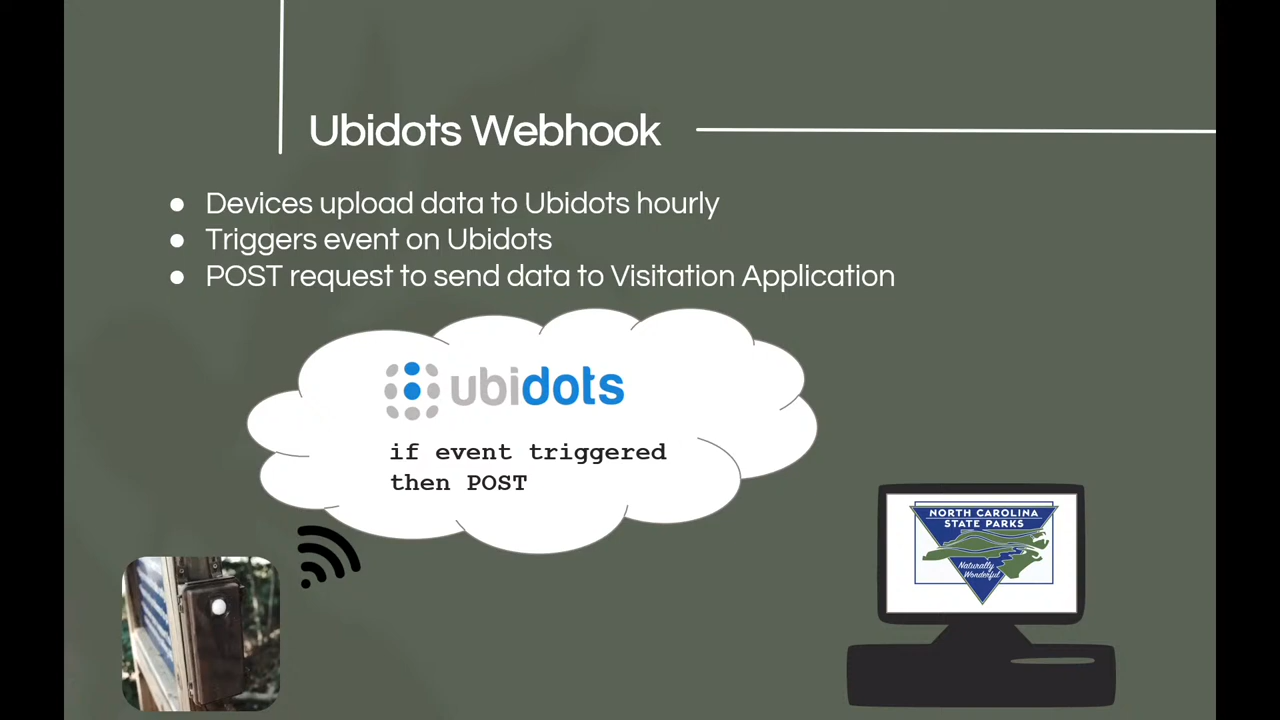 Ubidots Webhook
● Devices upload data to Ubidots hourly
● Triggers event on Ubidots
● POST request to send data to Visitation Application
ubidots
if event triggered
then POST
NORTH CAROLINA
STATE PARKS
Naturally
Wonderful